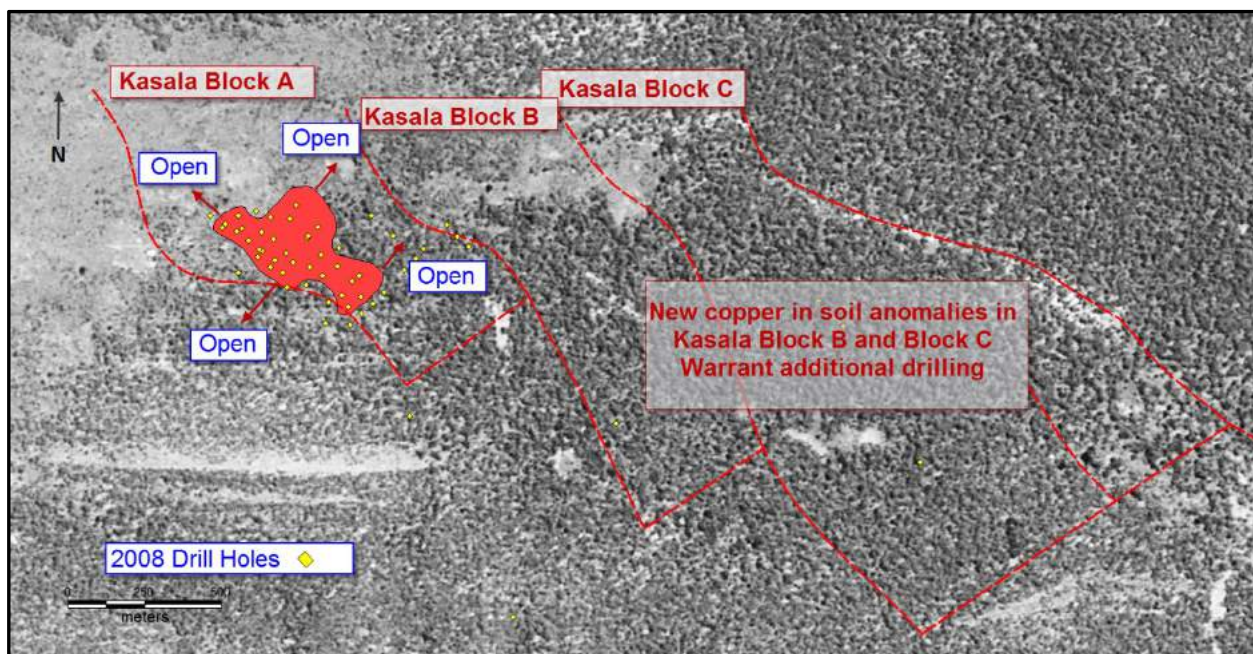 Kasala Block A
Kasala Block B
Kasala Block C
N
Open
Open
Open
Open
New copper in soil anomalies in
Kasala Block B and Block C
Warrant additional drilling
2008 Drill Holes
0 250 500
meters